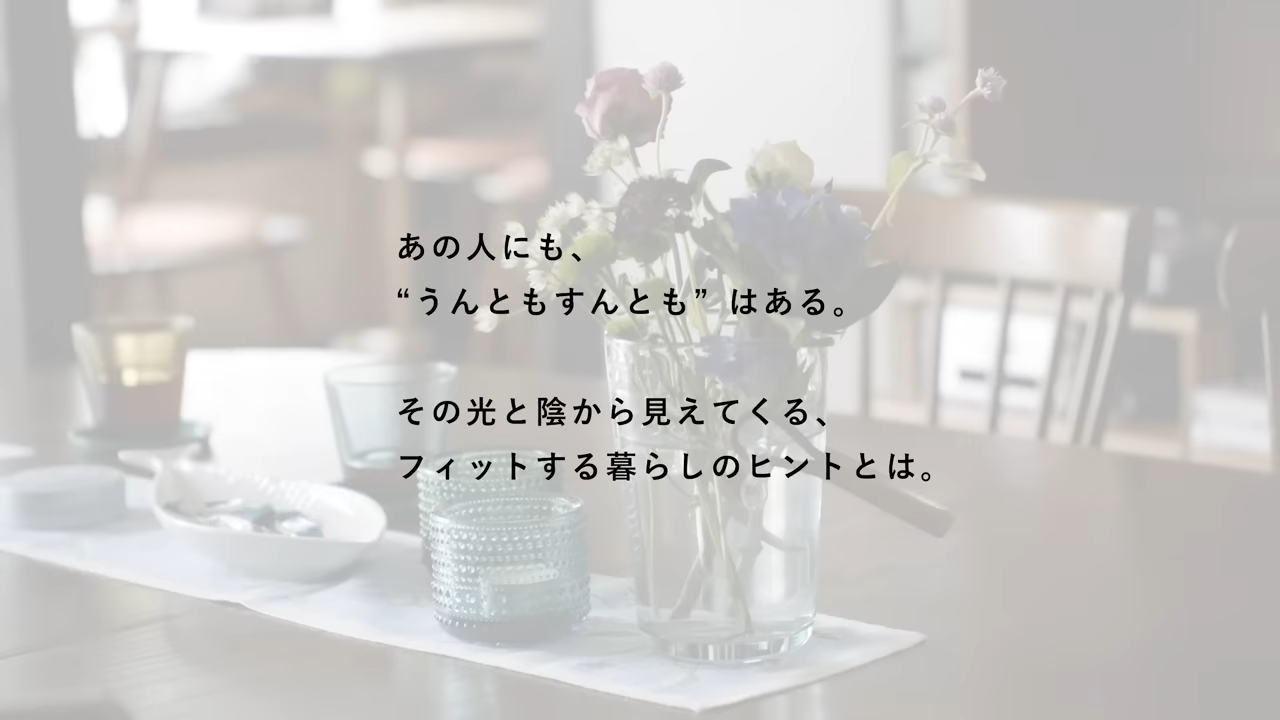 あの人にも、
“うんともすんとも” はある。
その光と陰から見えてくる、
フィットする暮らしのヒントとは。